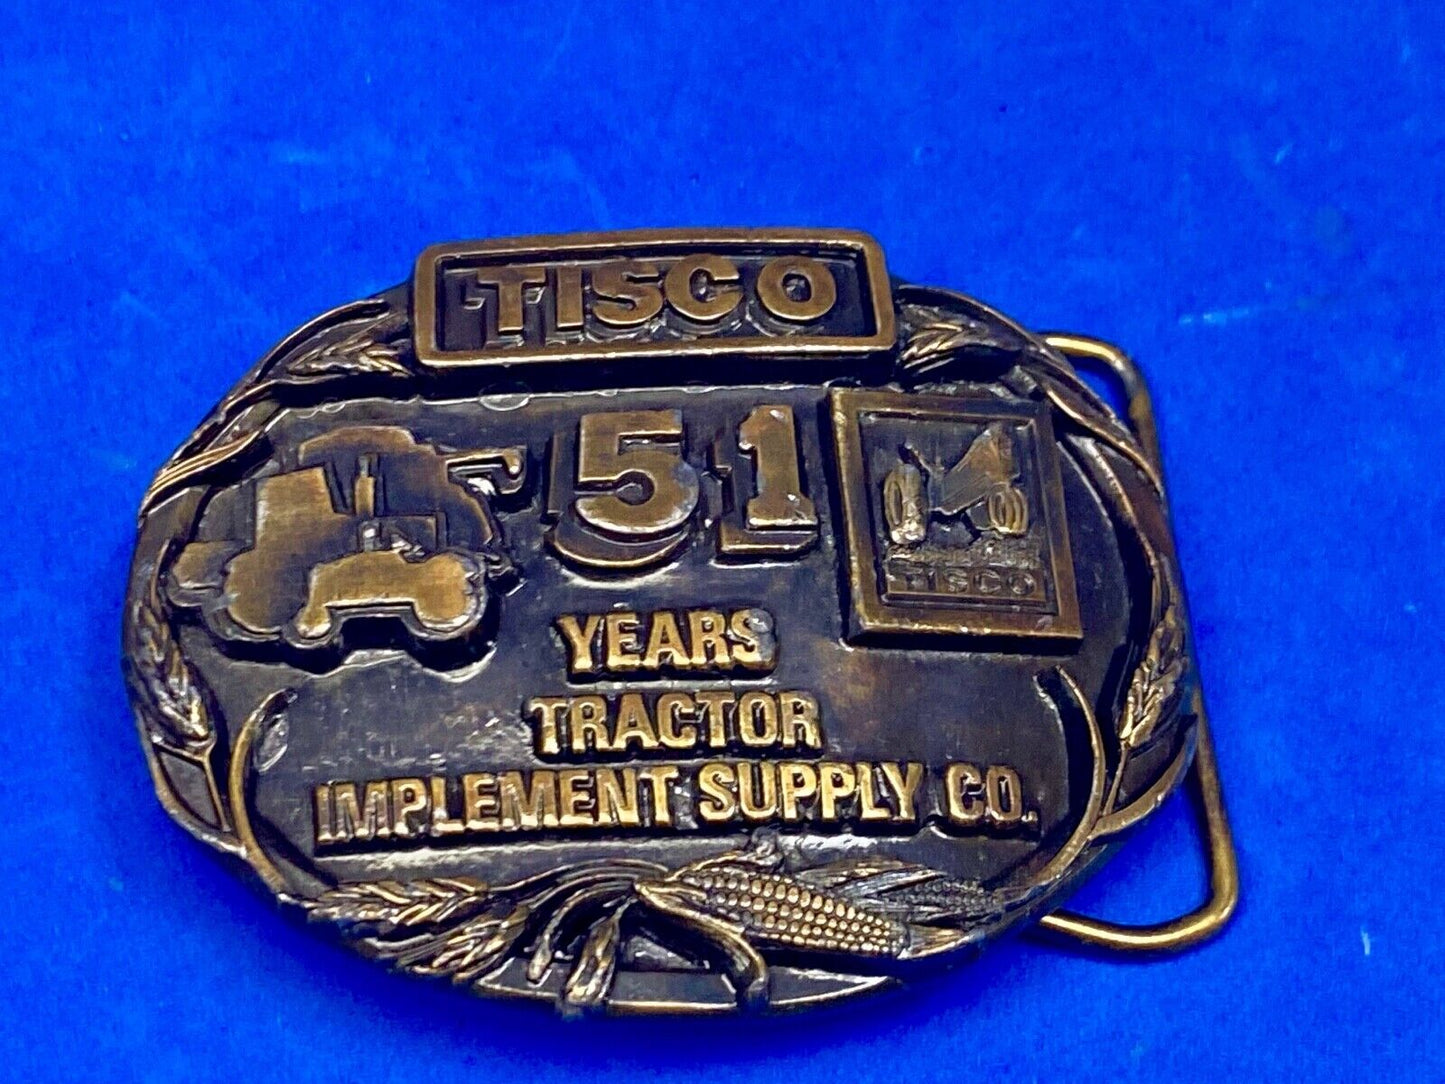 TISCO
51
TISCO
YEARS
TRACTOR
IMPLEMENT SUPPLY CO.